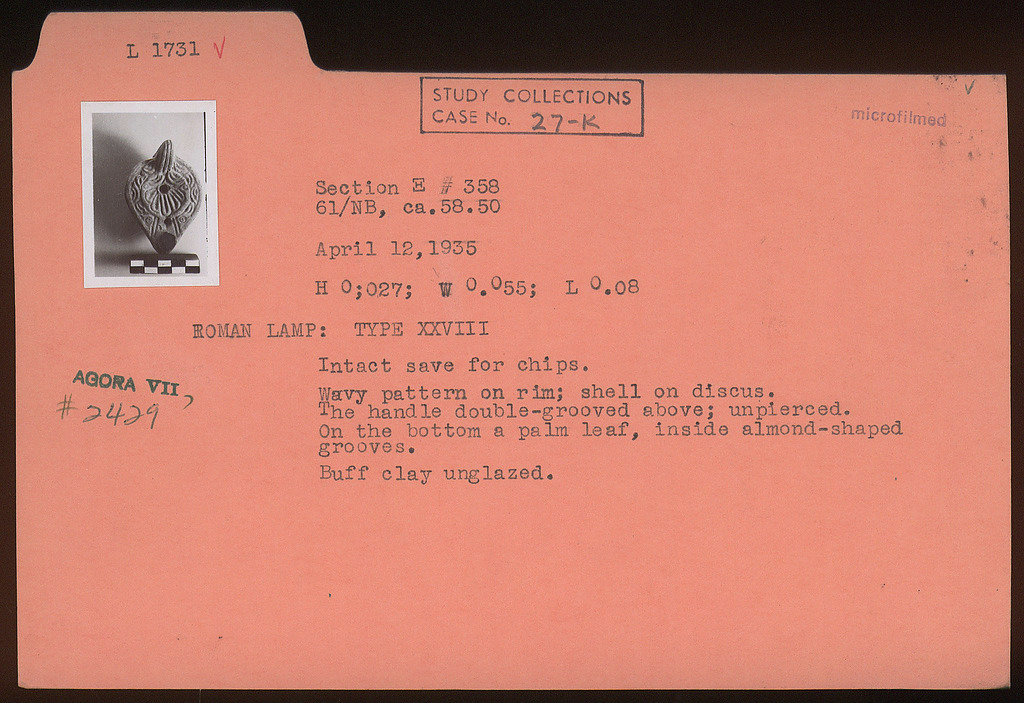 L 1731 √
STUDY COLLECTIONS
CASE No. 27-K
√
microfilmed
Section Ξ # 358
61/NB, ca.58.50
April 12,1935
H 0;027; W 0.055; L 0.08
ROMAN LAMP: TYPE XXVIII
Intact save for chips.
Wavy pattern on rim; shell on discus.
The handle double-grooved above; unpierced.
On the bottom a palm leaf, inside almond-shaped
grooves.
Buff clay unglazed.
AGORA VII,
# 2429